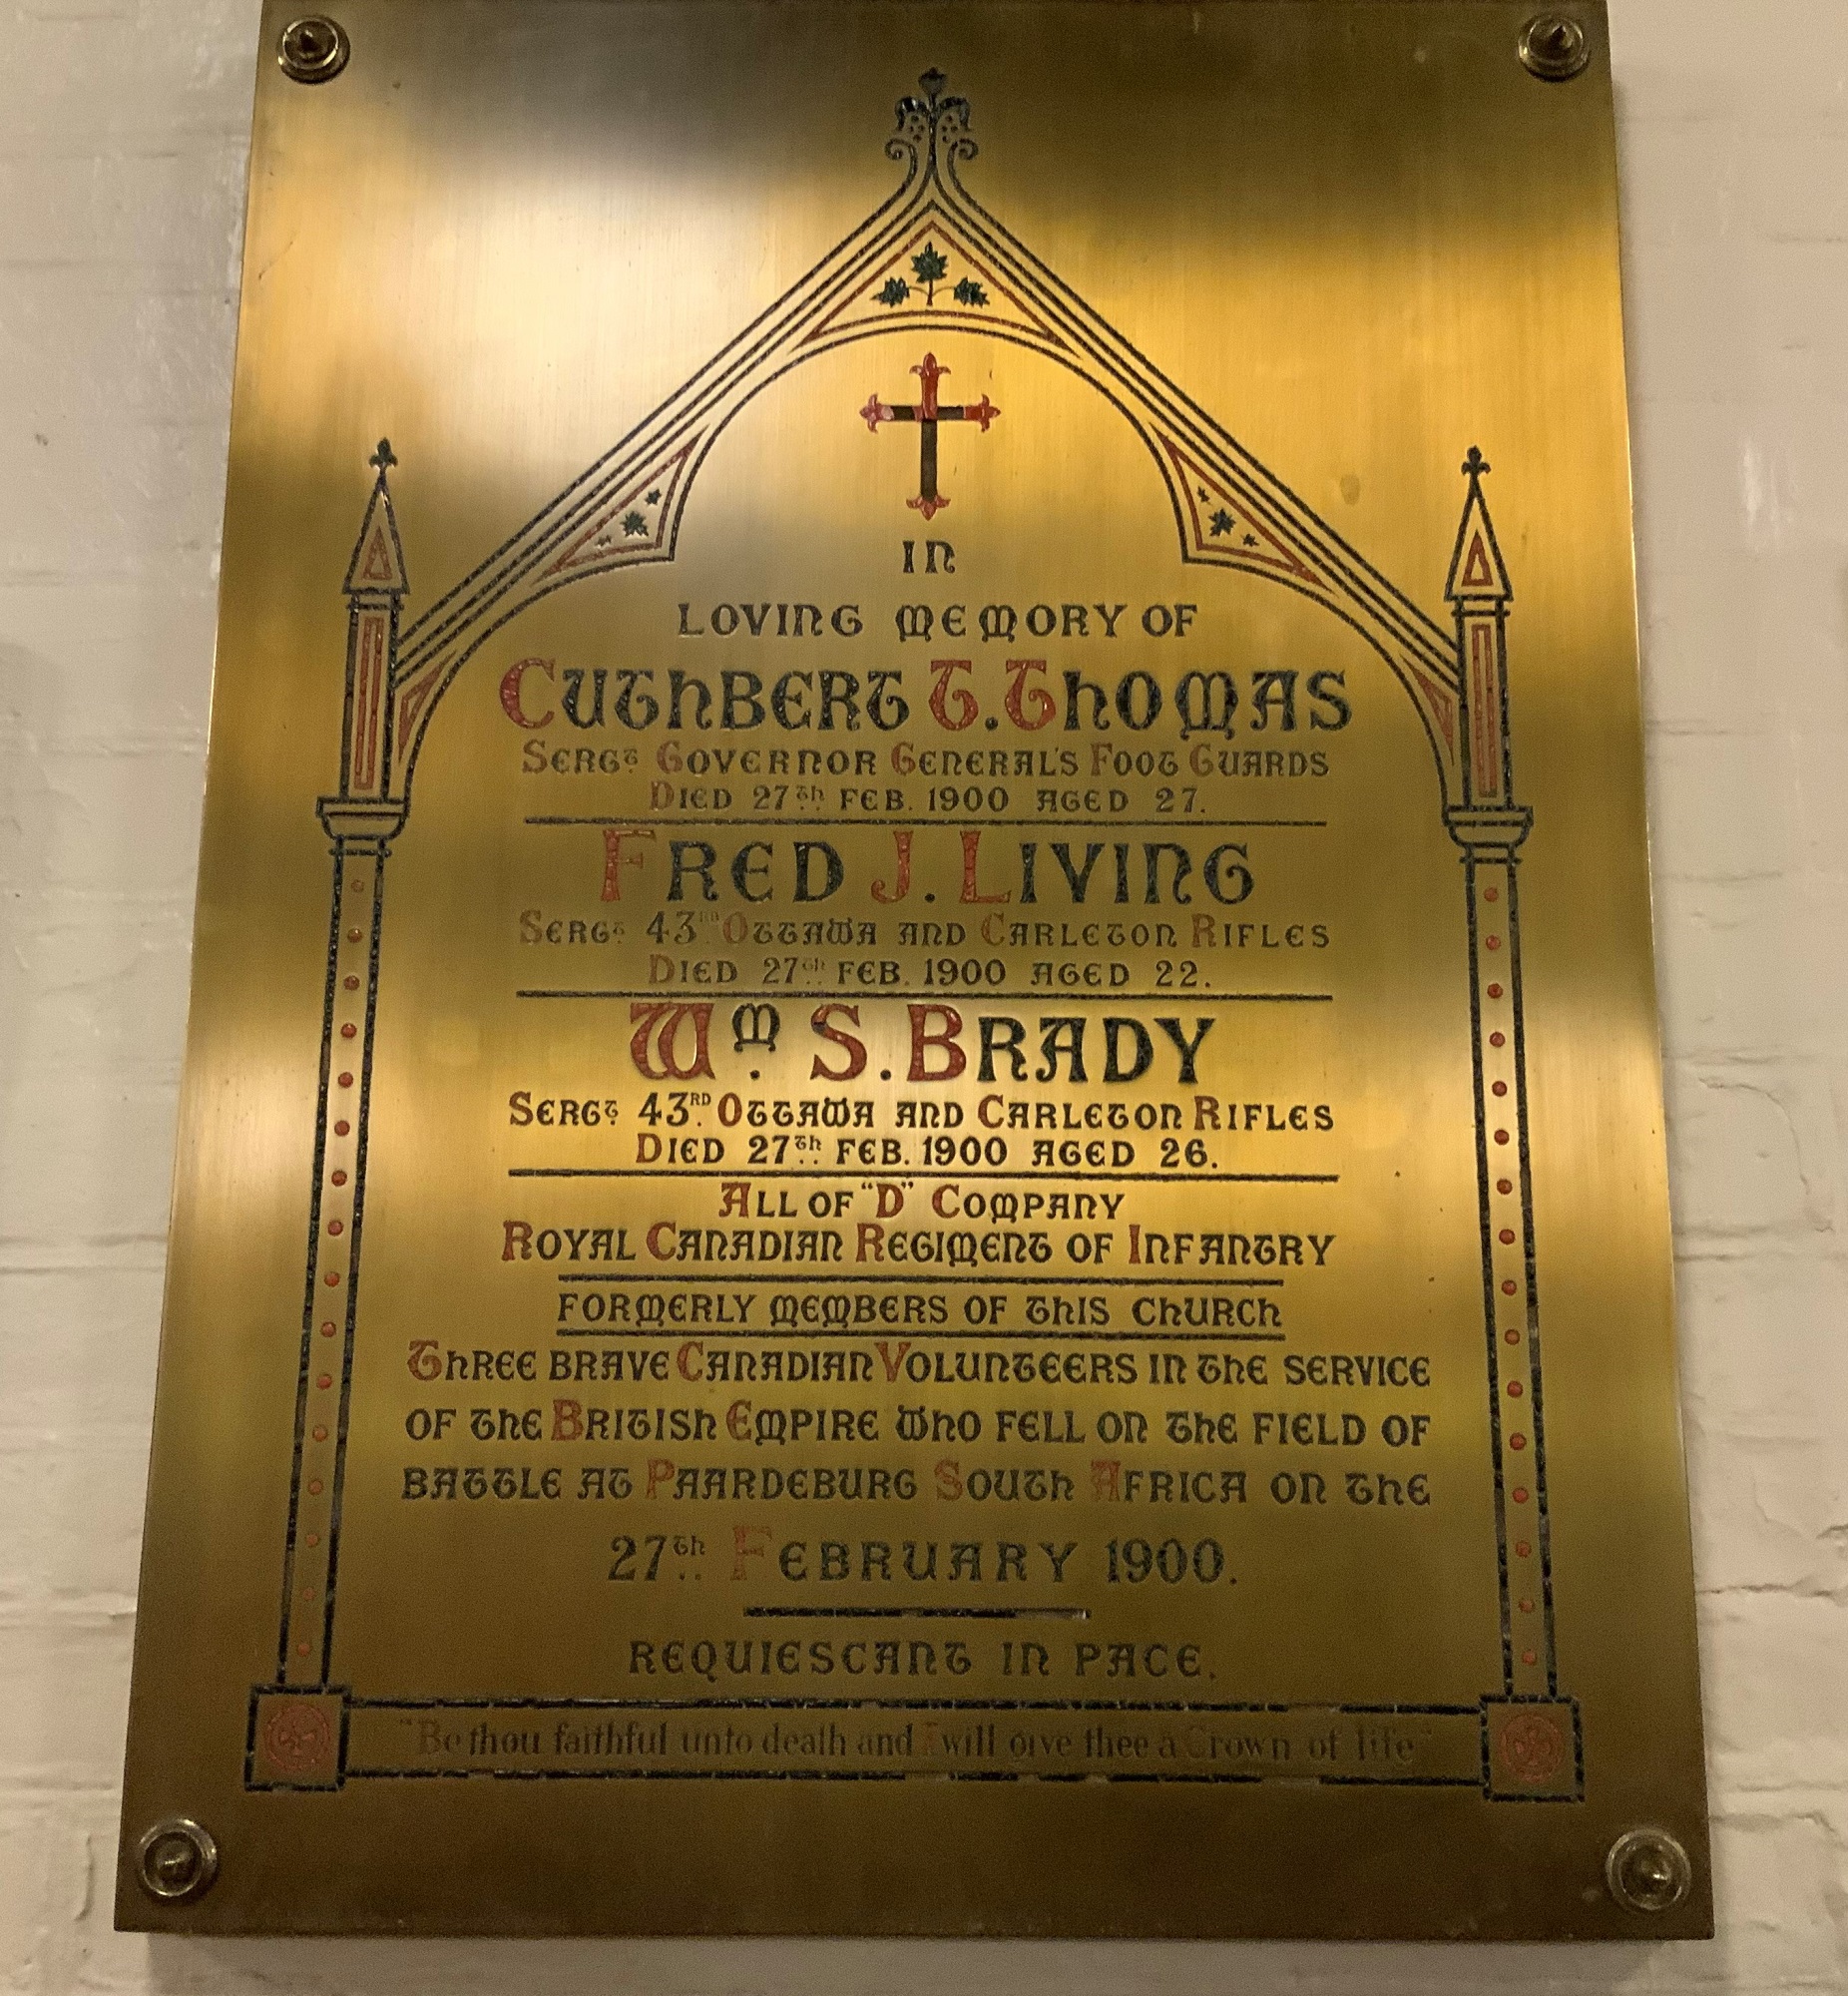 IN
LOVING MEMORY OF
CUTHBERT T. THOMAS
SERGT. GOVERNOR GENERAL'S FOOT GUARDS
DIED 27TH FEB. 1900 AGED 27.
FRED J. LIVING
SERGT. 43RD OTTAWA AND CARLETON RIFLES
DIED 27TH FEB. 1900 AGED 22.
WM. S. BRADY
SERGT. 43RD OTTAWA AND CARLETON RIFLES
DIED 27TH FEB. 1900 AGED 26.
ALL OF "D" COMPANY
ROYAL CANADIAN REGIMENT OF INFANTRY
FORMERLY MEMBERS OF THIS CHURCH
THREE BRAVE CANADIAN VOLUNTEERS IN THE SERVICE
OF THE BRITISH EMPIRE WHO FELL ON THE FIELD OF
BATTLE AT PAARDEBURG SOUTH AFRICA ON THE
27TH FEBRUARY 1900.
REQUIESCANT IN PACE.
"Be thou faithful unto death and I will give thee a Crown of life"